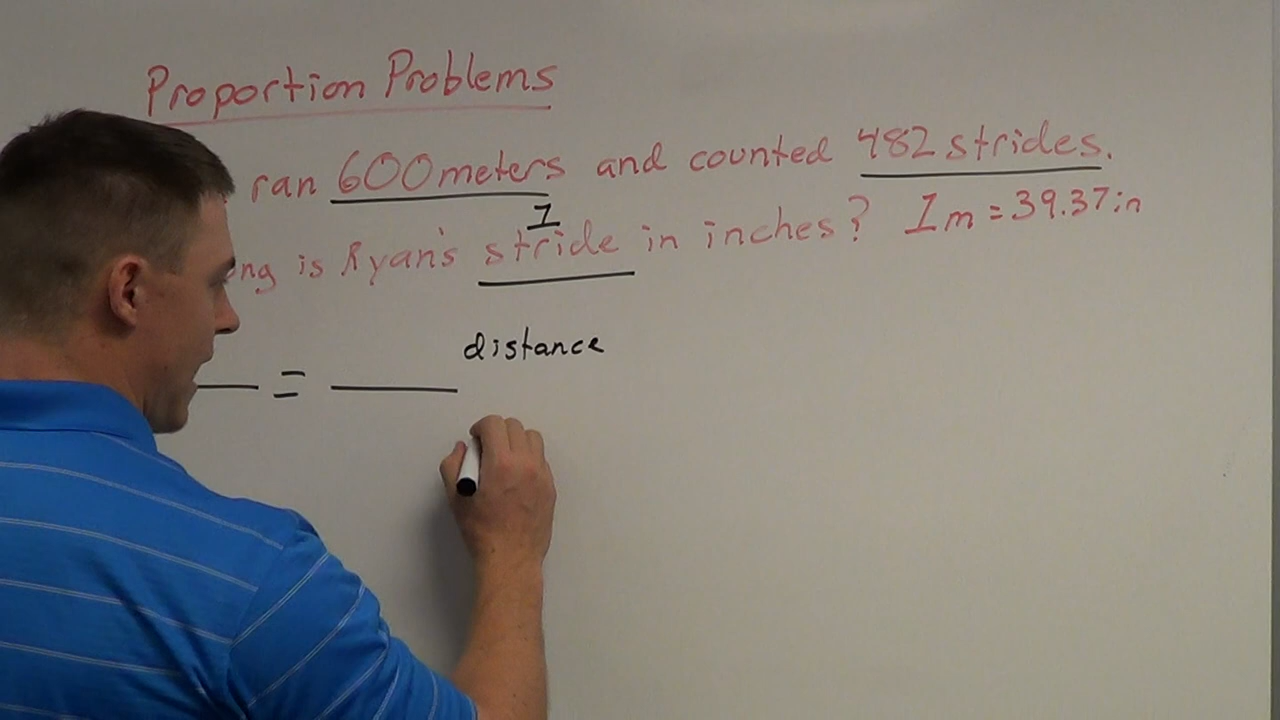 Proportion Problems
ran 600 meters and counted 482 strides.
1
ng is Ryan's stride in inches? 1m = 39.37in
distance
=